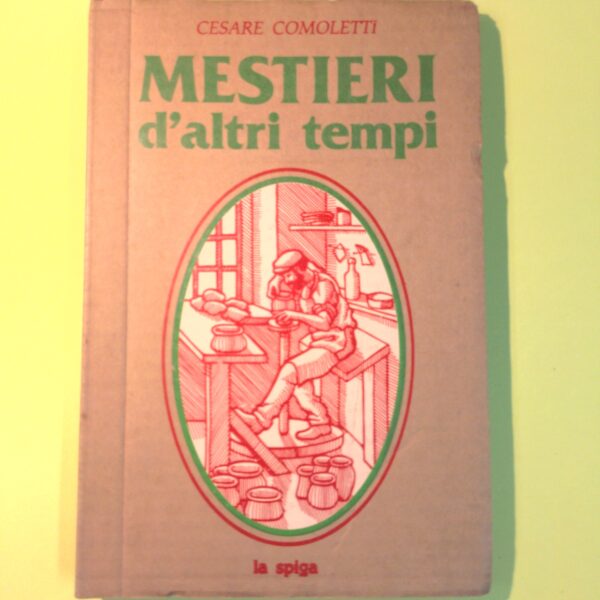 CESARE COMOLETTI
MESTIERI
d'altri tempi
la spiga